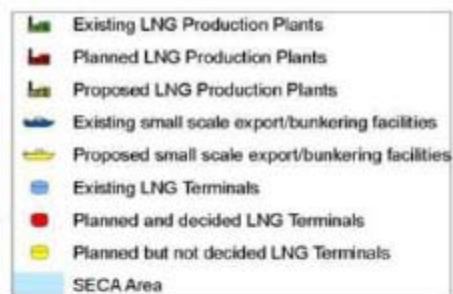 Existing LNG Production Plants
Planned LNG Production Plants
Proposed LNG Production Plants
Existing small scale export/bunkering facilities
Proposed small scale export/bunkering facilities
Existing LNG Terminals
Planned and decided LNG Terminals
Planned but not decided LNG Terminals
SECA Area